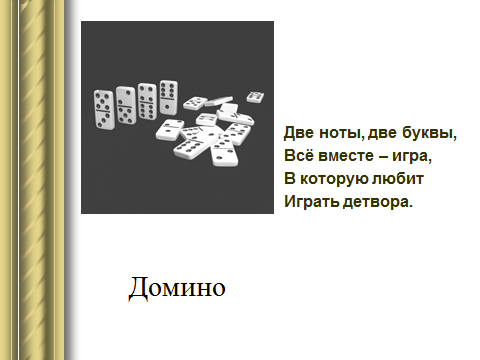 Две ноты, две буквы,
Всё вместе – игра,
В которую любит
Играть детвора.
Домино